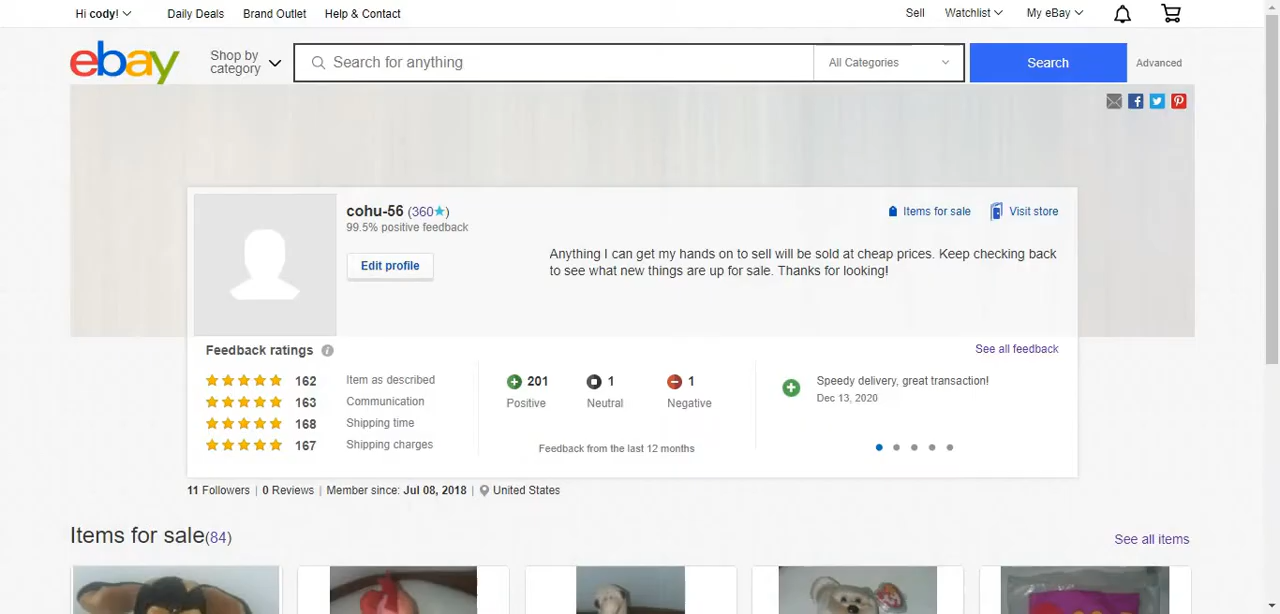 Hi cody! Daily Deals Brand Outlet Help & Contact Sell Watchlist My eBay
ebay Shop by category Search for anything All Categories Search Advanced
cohu-56 (360★) Items for sale Visit store
99.5% positive feedback
Edit profile
Anything I can get my hands on to sell will be sold at cheap prices. Keep checking back
to see what new things are up for sale. Thanks for looking!
Feedback ratings See all feedback
162 Item as described
163 Communication
168 Shipping time
167 Shipping charges
201 Positive
1 Neutral
1 Negative
Feedback from the last 12 months
Speedy delivery, great transaction!
Dec 13, 2020
11 Followers | 0 Reviews | Member since: Jul 08, 2018 | United States
Items for sale(84) See all items